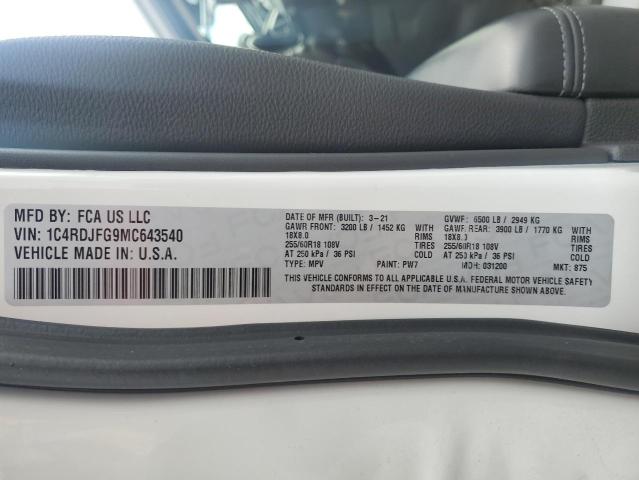 MFD BY: FCA US LLC
VIN: 1C4RDJFG9MC643540
VEHICLE MADE IN: U.S.A.
DATE OF MFR (BUILT): 3-21
GAWR FRONT: 3200 LB / 1452 KG WITH
18X8.0 RIMS
255/60R18 108V TIRES
AT 250 kPa / 36 PSI COLD
TYPE: MPV PAINT: PW7
GVWR: 6500 LB / 2949 KG
GAWR REAR: 3900 LB / 1770 KG WITH
18X8.0 RIMS
255/60R18 108V TIRES
AT 250 kPa / 36 PSI COLD
MDH: 031200 MKT: 875
THIS VEHICLE CONFORMS TO ALL APPLICABLE U.S.A. FEDERAL MOTOR VEHICLE SAFETY
STANDARDS IN EFFECT ON THE DATE OF MANUFACTURE SHOWN ABOVE.